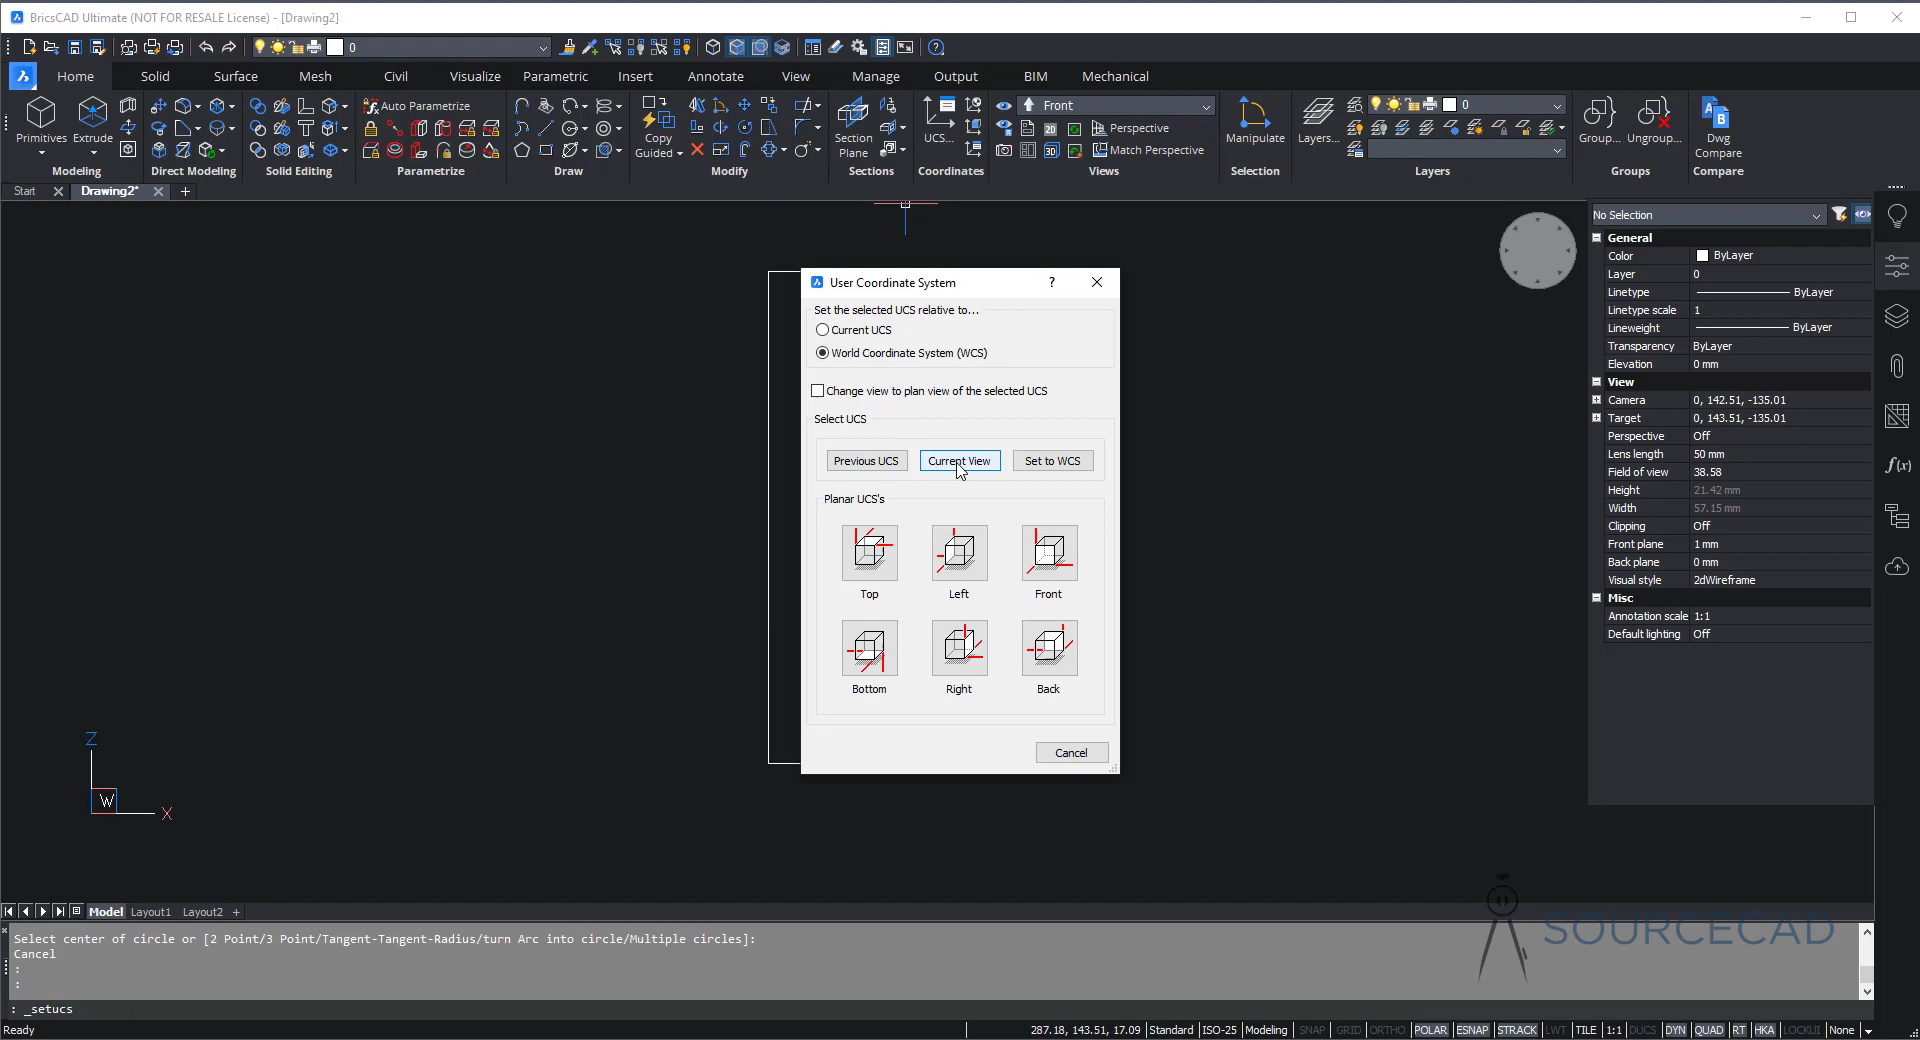 BricsCAD Ultimate (NOT FOR RESALE License) - [Drawing2]
0
Home Solid Surface Mesh Civil Visualize Parametric Insert Annotate View Manage Output BIM Mechanical
Primitives Extrude
Modeling
Direct Modeling
Solid Editing
Auto Parametrize
Parametrize
Draw
Copy
Guided
Modify
Section
Plane
Sections
UCS...
Coordinates
Front
2D Perspective
3D Match Perspective
Views
Manipulate
Selection
Layers...
0
Layers
Group... Ungroup...
Groups
Dwg
Compare
Compare
Start Drawing2*
User Coordinate System
Set the selected UCS relative to...
Current UCS
World Coordinate System (WCS)
Change view to plan view of the selected UCS
Select UCS
Previous UCS Current View Set to WCS
Planar UCS's
Top Left Front
Bottom Right Back
Cancel
Z
W X
No Selection
General
Color ByLayer
Layer 0
Linetype ByLayer
Linetype scale 1
Lineweight ByLayer
Transparency ByLayer
Elevation 0 mm
View
Camera 0, 142.51, -135.01
Target 0, 143.51, -135.01
Perspective Off
Lens length 50 mm
Field of view 38.58
Height 21.42 mm
Width 57.15 mm
Clipping Off
Front plane 1 mm
Back plane 0 mm
Visual style 2dWireframe
Misc
Annotation scale 1:1
Default lighting Off
f(x)
Model Layout1 Layout2 +
Select center of circle or [2 Point/3 Point/Tangent-Tangent-Radius/turn Arc into circle/Multiple circles]:
Cancel
:
:
: _setucs
SOURCECAD
Ready 287.18, 143.51, 17.09 Standard ISO-25 Modeling SNAP GRID ORTHO POLAR ESNAP STRACK LWT TILE 1:1 DUCS DYN QUAD RT HKA LOCKUI None